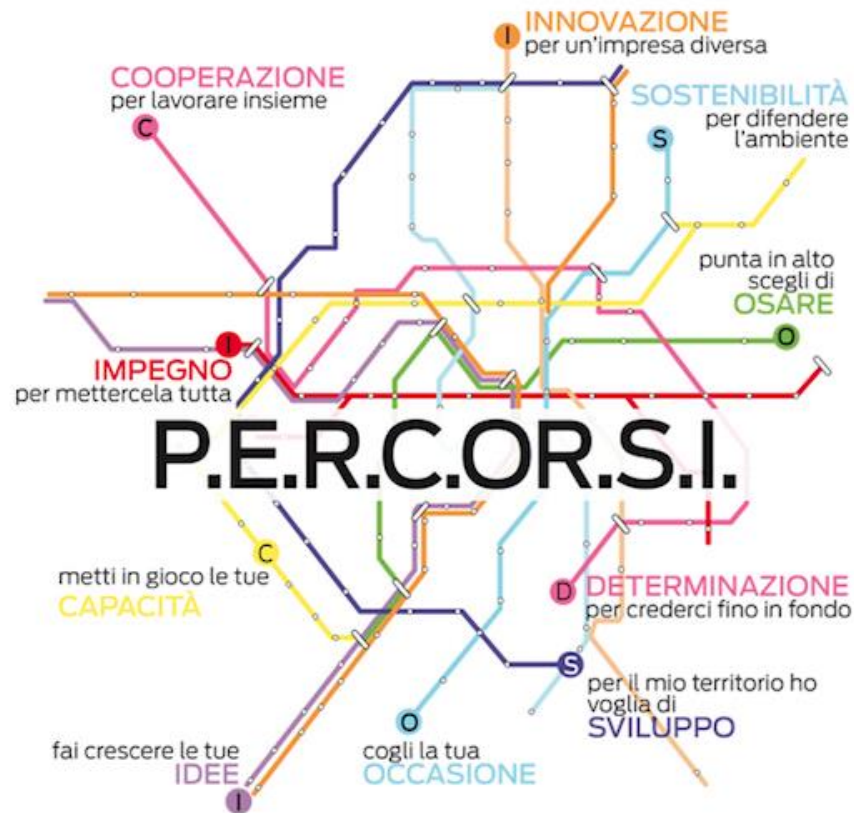 I
INNOVAZIONE
per un'impresa diversa
COOPERAZIONE
per lavorare insieme
C
SOSTENIBILITÀ
per difendere
l'ambiente
S
punta in alto
scegli di
OSARE
O
I
IMPEGNO
per mettercela tutta
P.E.R.C.OR.S.I.
C
metti in gioco le tue
CAPACITÀ
D
DETERMINAZIONE
per crederci fino in fondo
S
per il mio territorio ho
voglia di
SVILUPPO
O
cogli la tua
OCCASIONE
fai crescere le tue
IDEE
I